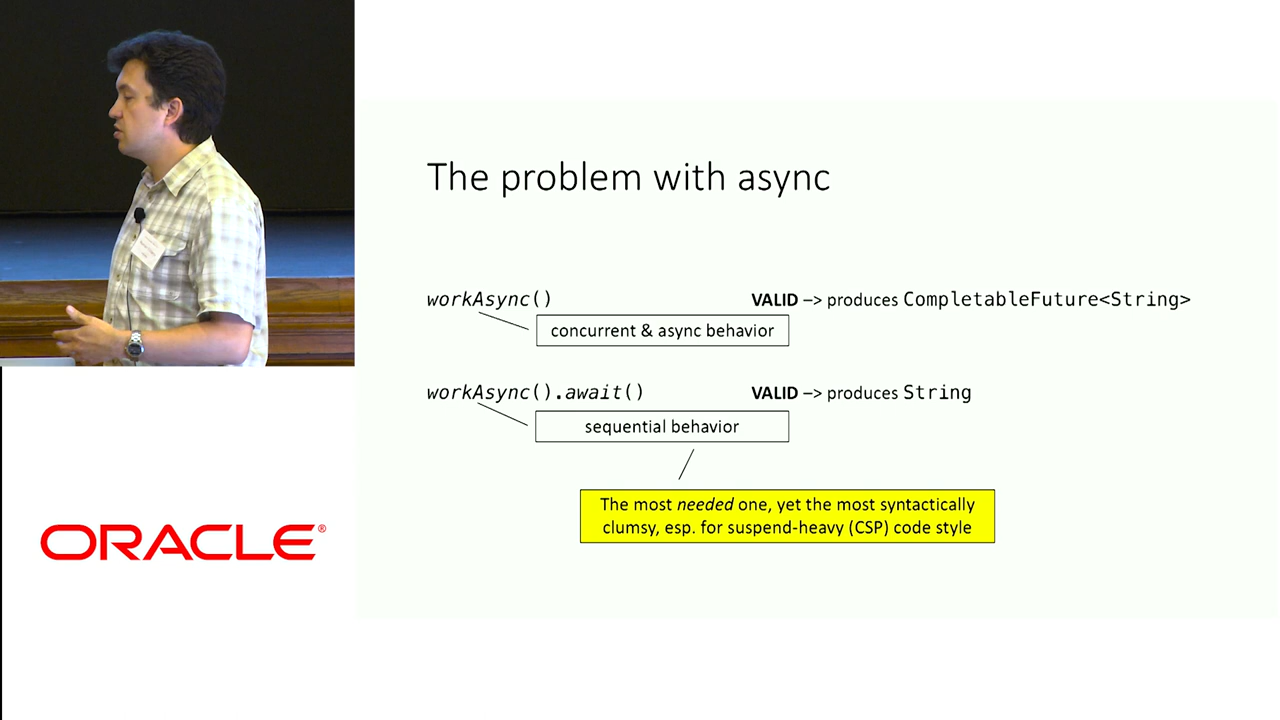 The problem with async
workAsync() VALID –> produces CompletableFuture<String>
concurrent & async behavior
workAsync().await() VALID –> produces String
sequential behavior
The most needed one, yet the most syntactically
clumsy, esp. for suspend-heavy (CSP) code style
ORACLE®